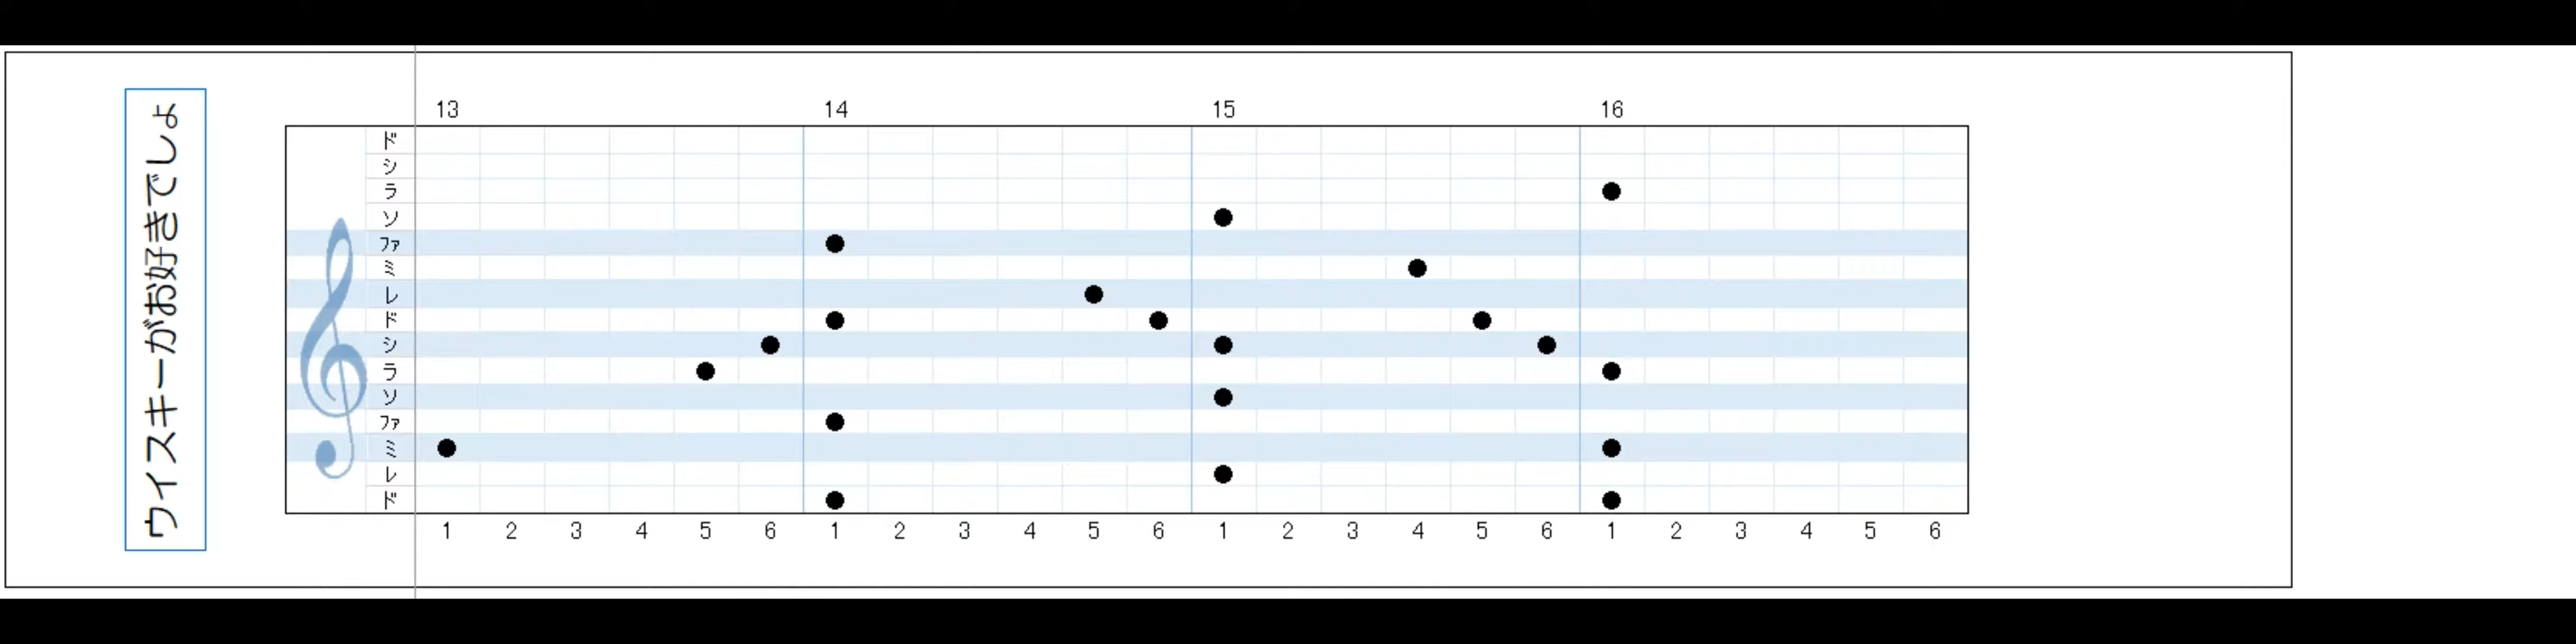 ウイスキーがお好きでしょ
13 14 15 16
ド
シ
ラ
ソ
ファ
ミ
レ
ド
シ
ラ
ソ
ファ
ミ
レ
ド
1 2 3 4 5 6 1 2 3 4 5 6 1 2 3 4 5 6 1 2 3 4 5 6